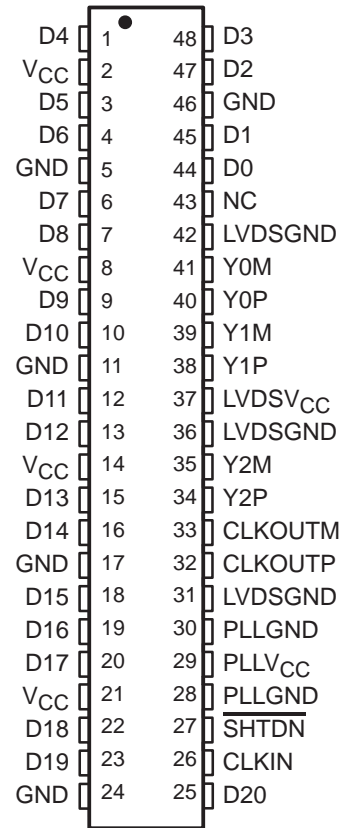 D4 1 48 D3
VCC 2 47 D2
D5 3 46 GND
D6 4 45 D1
GND 5 44 D0
D7 6 43 NC
D8 7 42 LVDSGND
VCC 8 41 Y0M
D9 9 40 Y0P
D10 10 39 Y1M
GND 11 38 Y1P
D11 12 37 LVDSVCC
D12 13 36 LVDSGND
VCC 14 35 Y2M
D13 15 34 Y2P
D14 16 33 CLKOUTM
GND 17 32 CLKOUTP
D15 18 31 LVDSGND
D16 19 30 PLLGND
D17 20 29 PLLVCC
VCC 21 28 PLLGND
D18 22 27 SHTDN
D19 23 26 CLKIN
GND 24 25 D20